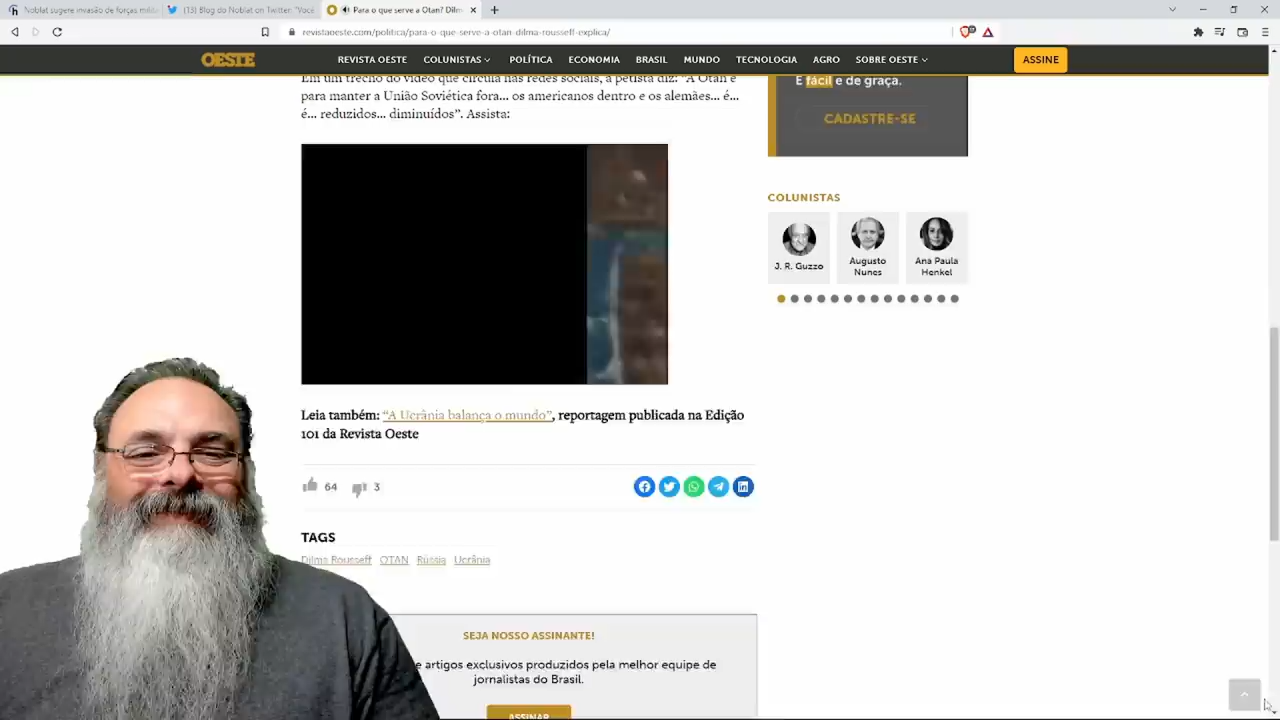 Noblat sugere invasão de forças milit
(13) Blog do Noblat on Twitter: "Você
Para o que serve a Otan? Dilm
revistaoeste.com/politica/para-o-que-serve-a-otan-dilma-rousseff-explica/
OESTE
REVISTA OESTE
COLUNISTAS
POLÍTICA
ECONOMIA
BRASIL
MUNDO
TECNOLOGIA
AGRO
SOBRE OESTE
ASSINE
Em um trecho do vídeo que circula nas redes sociais, a petista diz: "A Otan é
para manter a União Soviética fora... os americanos dentro e os alemães... é...
é... reduzidos... diminuídos". Assista:
É fácil e de graça.
CADASTRE-SE
COLUNISTAS
J. R. Guzzo
Augusto
Nunes
Ana Paula
Henkel
Leia também: "A Ucrânia balança o mundo", reportagem publicada na Edição
101 da Revista Oeste
64
3
TAGS
Dilma Rousseff OTAN Rússia Ucrânia
SEJA NOSSO ASSINANTE!
e artigos exclusivos produzidos pela melhor equipe de
jornalistas do Brasil.
ASSINAR